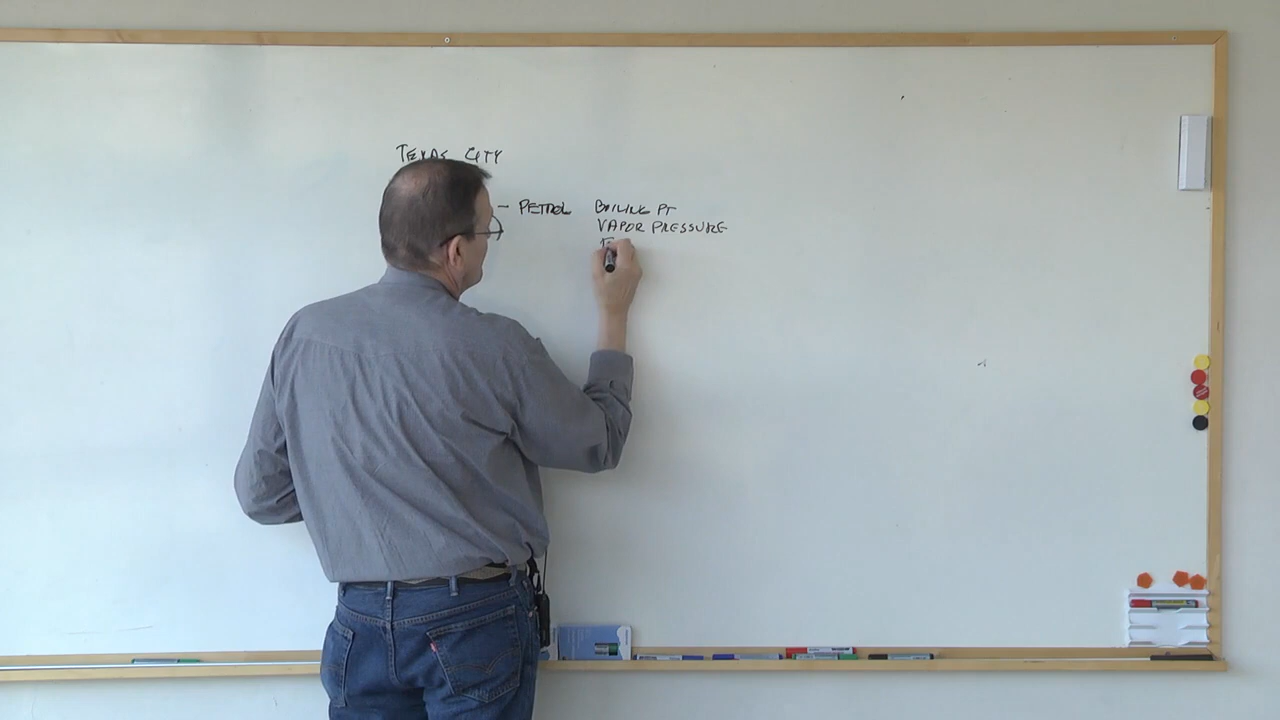 TEXAS CITY
– PETROL BOILING PT
VAPOR PRESSURE